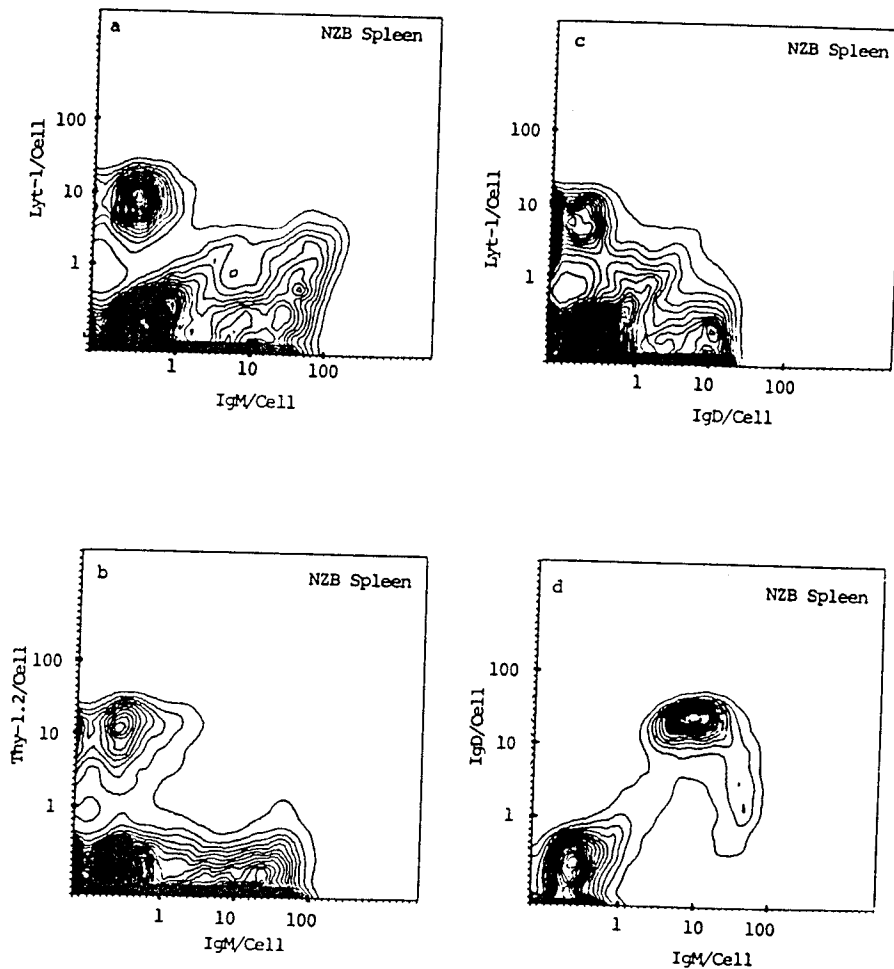 a
NZB Spleen
Lyt-1/Cell
100
10
1
1
10
100
IgM/Cell
c
NZB Spleen
Lyt-1/Cell
100
10
1
1
10
100
IgD/Cell
b
NZB Spleen
Thy-1.2/Cell
100
10
1
1
10
100
IgM/Cell
d
NZB Spleen
IgD/Cell
100
10
1
1
10
100
IgM/Cell